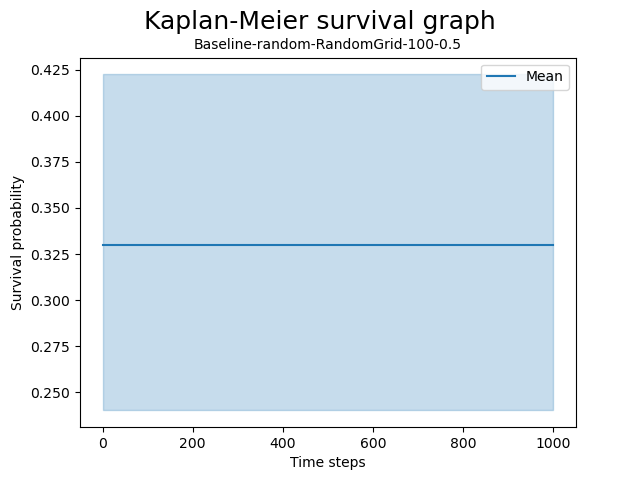 Kaplan-Meier survival graph
Baseline-random-RandomGrid-100-0.5
Mean
Survival probability
0.425
0.400
0.375
0.350
0.325
0.300
0.275
0.250
0
200
400
600
800
1000
Time steps